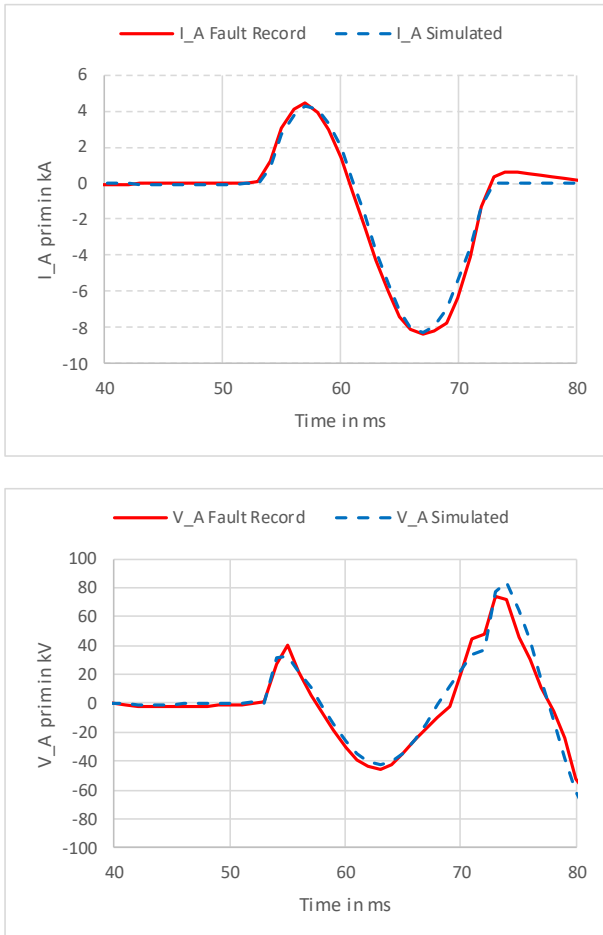 I_A Fault Record I_A Simulated
6
4
2
0
-2
-4
-6
-8
-10
I_A prim in kA
40 50 60 70 80
Time in ms
V_A Fault Record V_A Simulated
100
80
60
40
20
0
-20
-40
-60
-80
-100
V_A prim in kV
40 50 60 70 80
Time in ms